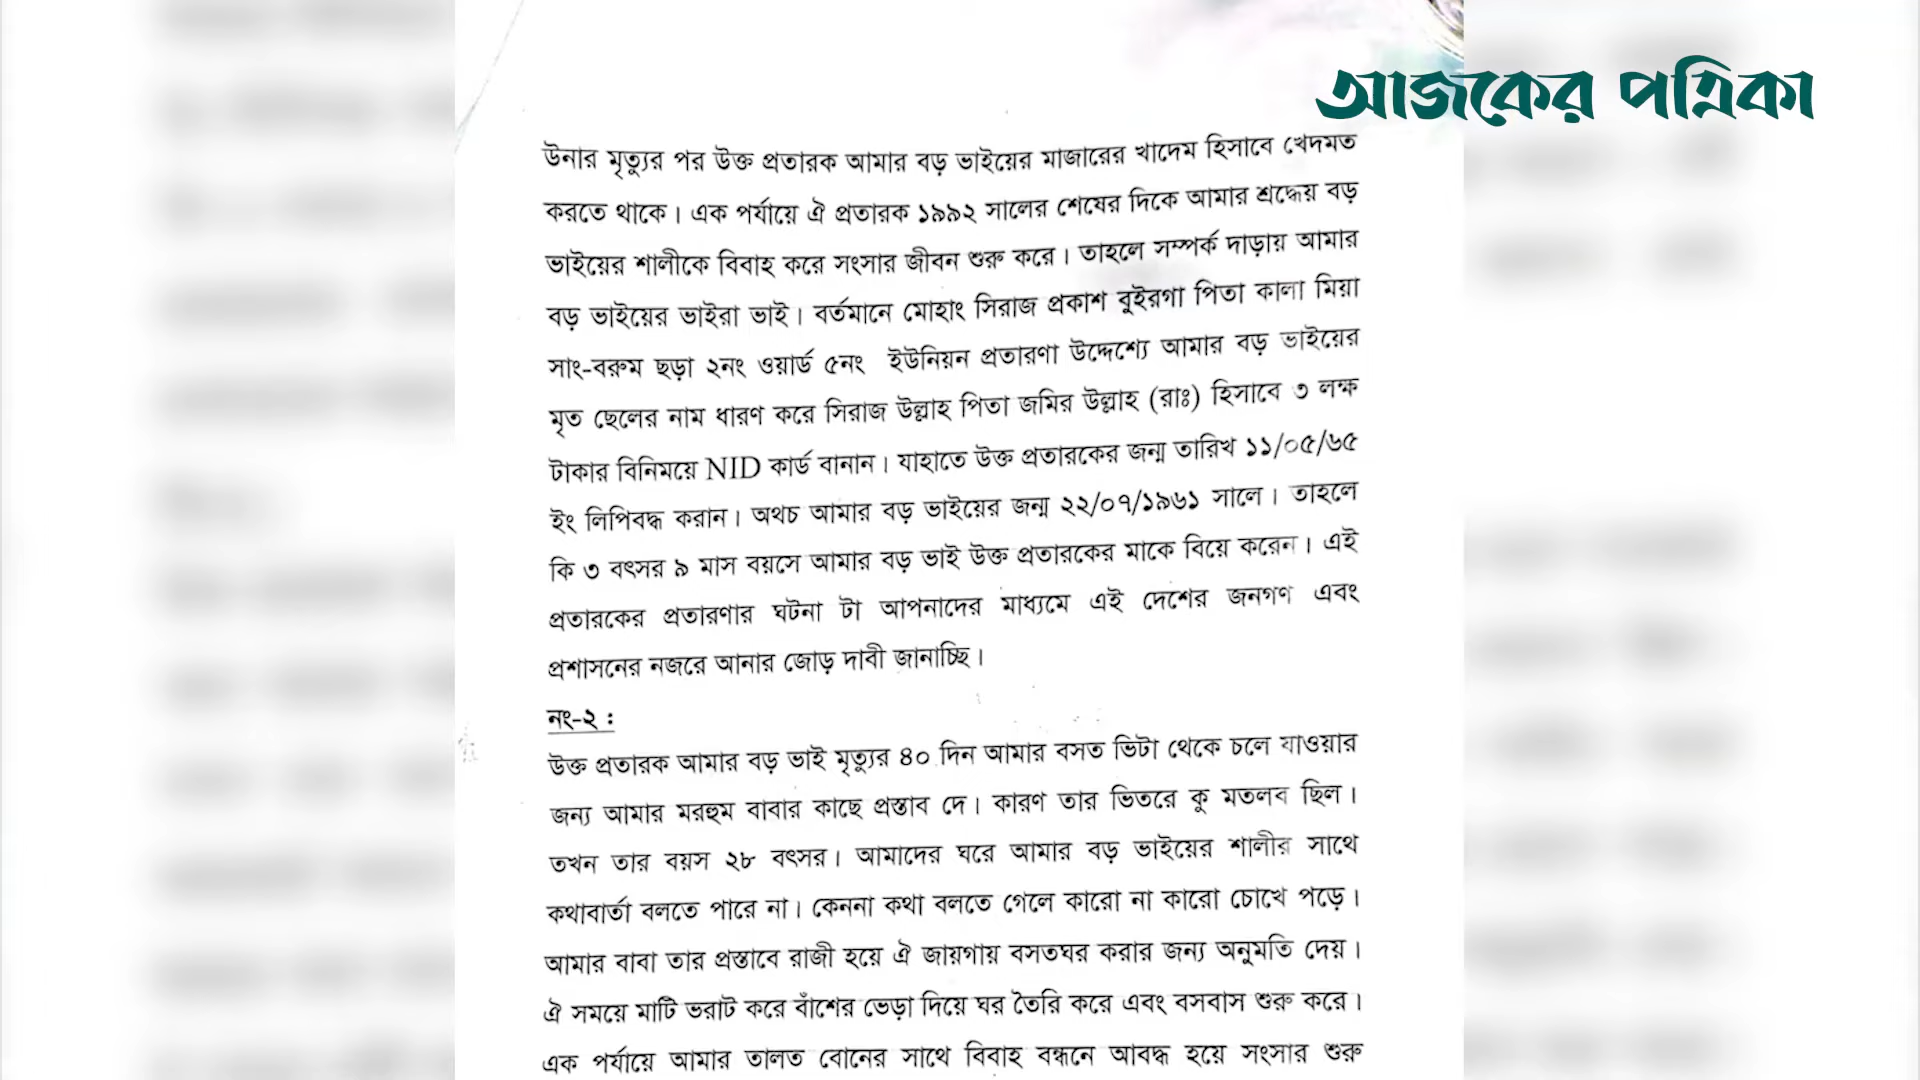 আজকের পত্রিকা
উনার মৃত্যুর পর উক্ত প্রতারক আমার বড় ভাইয়ের মাজারের খাদেম হিসাবে খেদমত
করতে থাকে। এক পর্যায়ে ঐ প্রতারক ১৯৯২ সালের শেষের দিকে আমার শ্রদ্ধেয় বড়
ভাইয়ের শালীকে বিবাহ করে সংসার জীবন শুরু করে। তাহলে সম্পর্ক দাড়ায় আমার
বড় ভাইয়ের ভাইরা ভাই। বর্তমানে মোহাং সিরাজ প্রকাশ বুইরগা পিতা কালা মিয়া
সাং-বরুম ছড়া ২নং ওয়ার্ড ৫নং ইউনিয়ন প্রতারণা উদ্দেশ্যে আমার বড় ভাইয়ের
মৃত ছেলের নাম ধারণ করে সিরাজ উল্লাহ পিতা জমির উল্লাহ (রাঃ) হিসাবে ৩ লক্ষ
টাকার বিনিময়ে NID কার্ড বানান। যাহাতে উক্ত প্রতারকের জন্ম তারিখ ১১/০৫/৬৫
ইং লিপিবদ্ধ করান। অথচ আমার বড় ভাইয়ের জন্ম ২২/০৭/১৯৬১ সালে। তাহলে
কি ৩ বৎসর ৯ মাস বয়সে আমার বড় ভাই উক্ত প্রতারকের মাকে বিয়ে করেন। এই
প্রতারকের প্রতারণার ঘটনা টা আপনাদের মাধ্যমে এই দেশের জনগণ এবং
প্রশাসনের নজরে আনার জোড় দাবী জানাচ্ছি।
নং-২ :
উক্ত প্রতারক আমার বড় ভাই মৃত্যুর ৪০ দিন আমার বসত ভিটা থেকে চলে যাওয়ার
জন্য আমার মরহুম বাবার কাছে প্রস্তাব দে। কারণ তার ভিতরে কু মতলব ছিল।
তখন তার বয়স ২৮ বৎসর। আমাদের ঘরে আমার বড় ভাইয়ের শালীর সাথে
কথাবার্তা বলতে পারে না। কেননা কথা বলতে গেলে কারো না কারো চোখে পড়ে।
আমার বাবা তার প্রস্তাবে রাজী হয়ে ঐ জায়গায় বসতঘর করার জন্য অনুমতি দেয়।
ঐ সময়ে মাটি ভরাট করে বাঁশের ভেড়া দিয়ে ঘর তৈরি করে এবং বসবাস শুরু করে।
এক পর্যায়ে আমার তালত বোনের সাথে বিবাহ বন্ধনে আবদ্ধ হয়ে সংসার শুরু